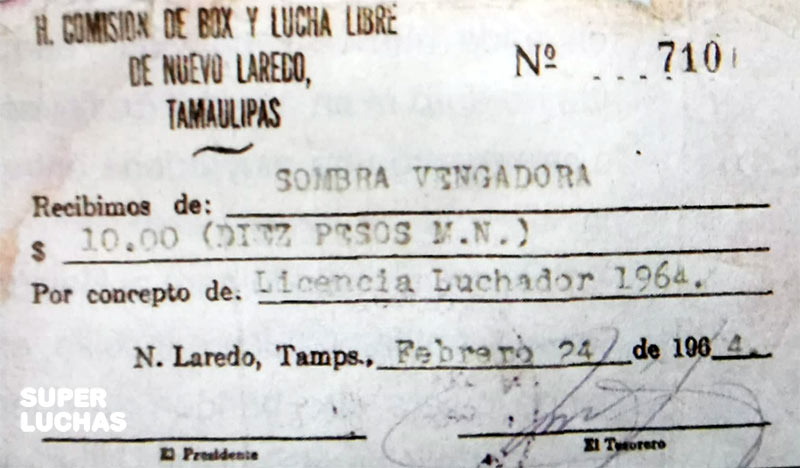 H. COMISION DE BOX Y LUCHA LIBRE
DE NUEVO LAREDO,
TAMAULIPAS
Nº ....710
Recibimos de: SOMBRA VENGADORA
$ 10.00 (DIEZ PESOS M.N.)
Por concepto de: Licencia Luchador 1964.
N. Laredo, Tamps., Febrero 24 de 1964.
SUPER
LUCHAS
El Presidente
El Tesorero